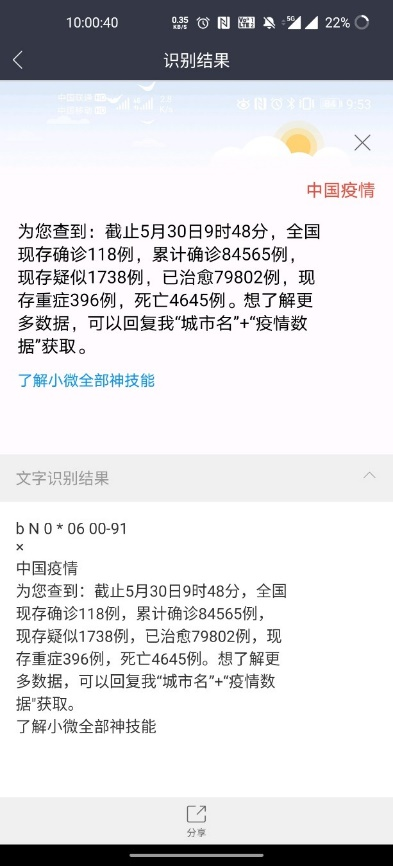 10:00:40 0.35 KB/S 5G 22%
识别结果
9:53
中国疫情
为您查到：截止5月30日9时48分，全国
现存确诊118例，累计确诊84565例，
现存疑似1738例，已治愈79802例，现
存重症396例，死亡4645例。想了解更
多数据，可以回复我“城市名”+“疫情数
据”获取。
了解小微全部神技能
文字识别结果
b N 0 * 06 00-91
×
中国疫情
为您查到：截止5月30日9时48分，全国
现存确诊118例，累计确诊84565例，
现存疑似1738例，已治愈79802例，现
存重症396例，死亡4645例。想了解更
多数据，可以回复我“城市名”+“疫情数
据"获取。
了解小微全部神技能
分享